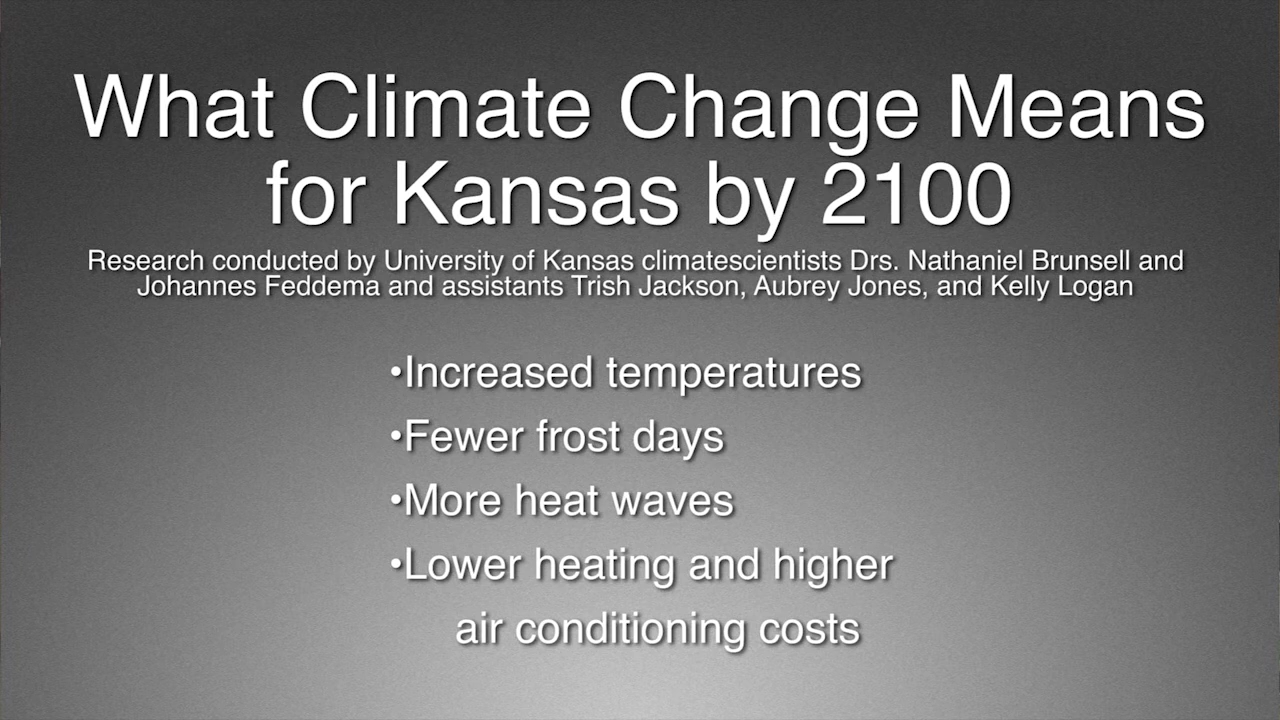 What Climate Change Means
for Kansas by 2100
Research conducted by University of Kansas climatescientists Drs. Nathaniel Brunsell and
Johannes Feddema and assistants Trish Jackson, Aubrey Jones, and Kelly Logan
•Increased temperatures
•Fewer frost days
•More heat waves
•Lower heating and higher
air conditioning costs